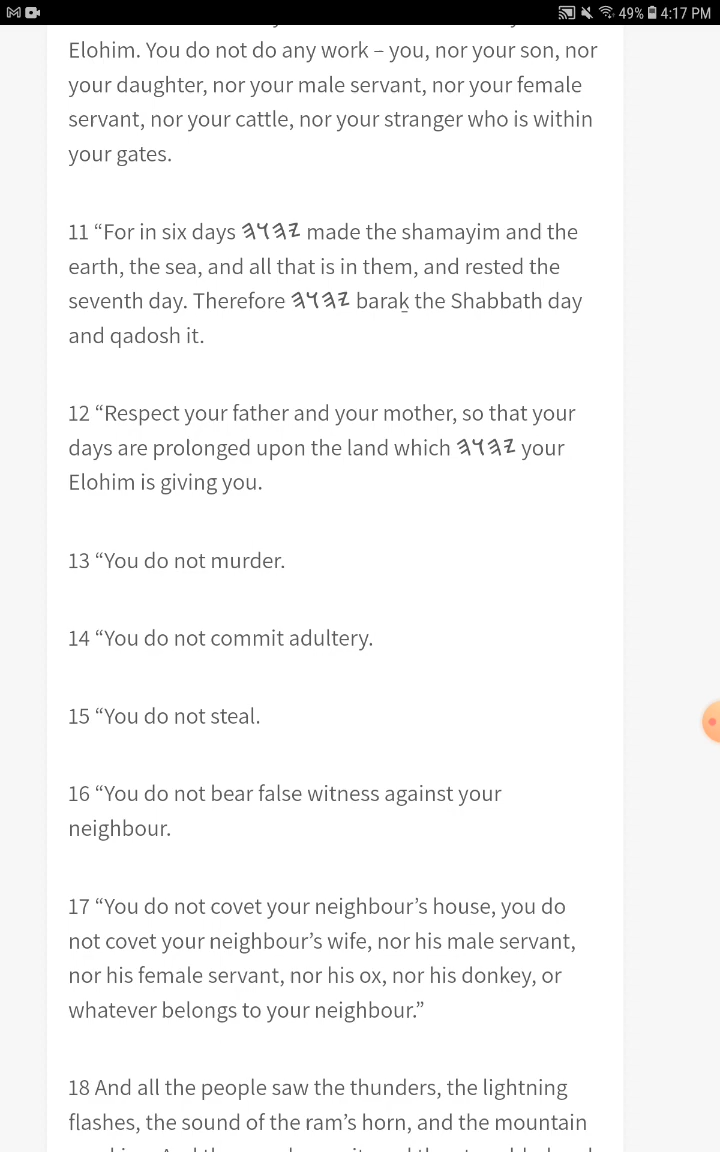 49% 4:17 PM
Elohim. You do not do any work – you, nor your son, nor
your daughter, nor your male servant, nor your female
servant, nor your cattle, nor your stranger who is within
your gates.
11 “For in six days 𐤄𐤅𐤄𐤉 made the shamayim and the
earth, the sea, and all that is in them, and rested the
seventh day. Therefore 𐤄𐤅𐤄𐤉 baraḵ the Shabbath day
and qadosh it.
12 “Respect your father and your mother, so that your
days are prolonged upon the land which 𐤄𐤅𐤄𐤉 your
Elohim is giving you.
13 “You do not murder.
14 “You do not commit adultery.
15 “You do not steal.
16 “You do not bear false witness against your
neighbour.
17 “You do not covet your neighbour’s house, you do
not covet your neighbour’s wife, nor his male servant,
nor his female servant, nor his ox, nor his donkey, or
whatever belongs to your neighbour.”
18 And all the people saw the thunders, the lightning
flashes, the sound of the ram’s horn, and the mountain